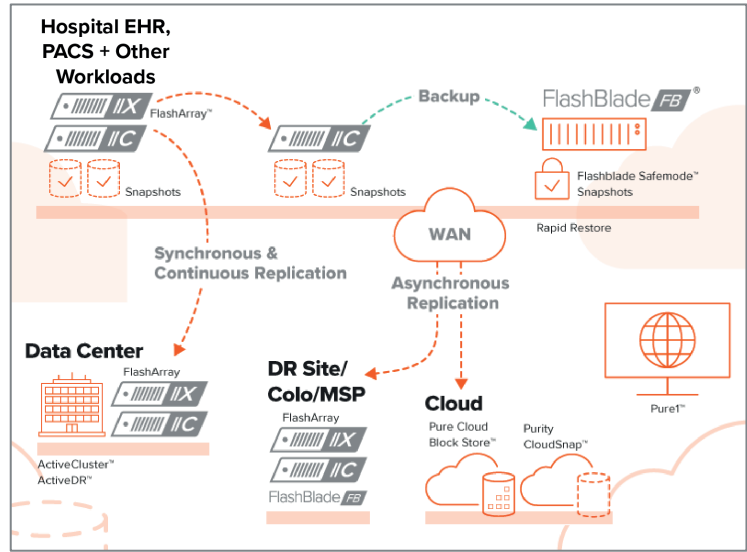 Hospital EHR,
PACS + Other
Workloads
//X
FlashArray™
//C
Snapshots
//C
Snapshots
Backup
FlashBlade FB ®
Flashblade Safemode™
Snapshots
Rapid Restore
WAN
Synchronous &
Continuous Replication
Asynchronous
Replication
Data Center
FlashArray
//X
//C
ActiveCluster™
ActiveDR™
DR Site/
Colo/MSP
FlashArray
//X
//C
FlashBlade FB
Cloud
Pure Cloud
Block Store™
Purity
CloudSnap™
Pure1™